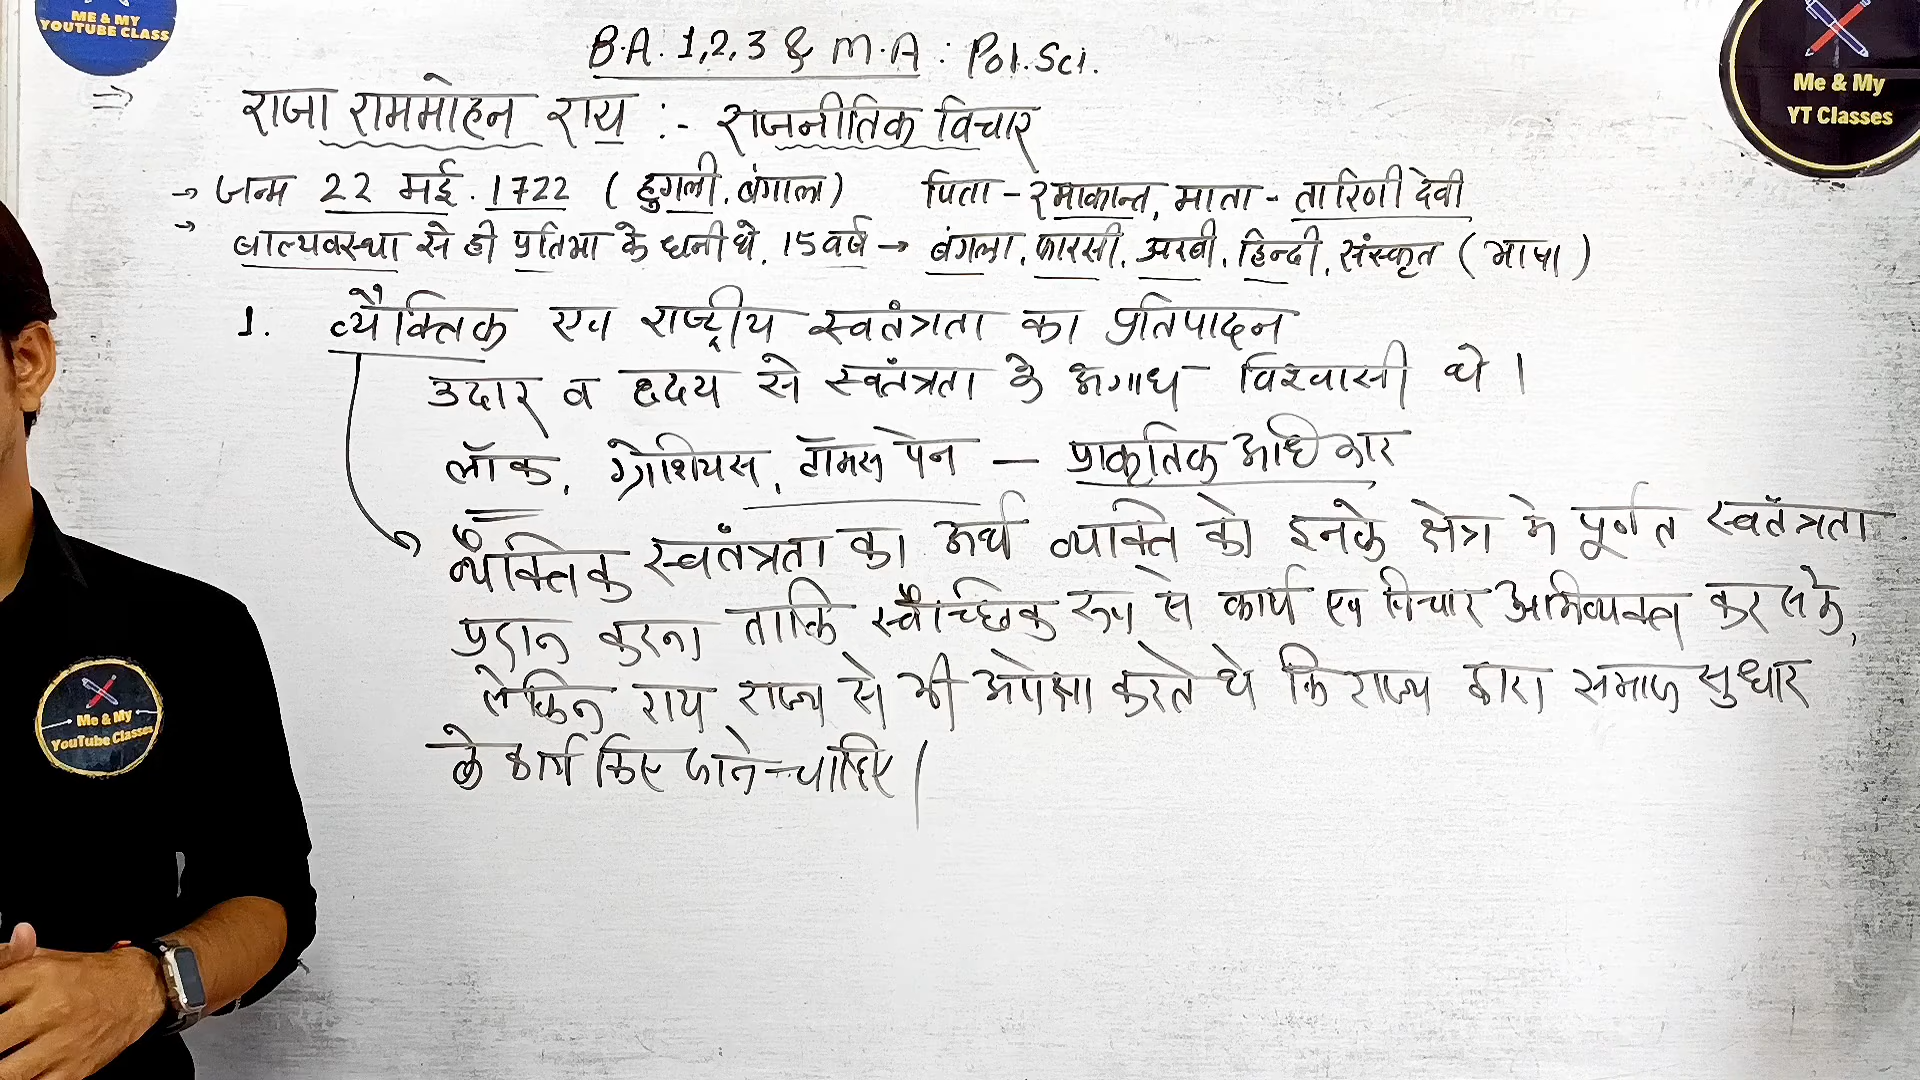 ME & MY
YOUTUBE CLASS
B.A. 1,2,3 & M.A : Pol.Sci.
Me & My
YT Classes
⇒ राजा राममोहन राय :- राजनीतिक विचार
→ जन्म 22 मई. 1722 (हुगली, बंगाल) पिता - रमाकान्त, माता - तारिणी देवी
→ बाल्यवस्था से ही प्रतिभा के धनी थे, 15 वर्ष → बंगला, फारसी, अरबी, हिन्दी, संस्कृत (भाषा)
1. व्यैक्तिक एव राष्ट्रीय स्वतंत्रता का प्रतिपादन
उदार व हृदय से स्वतंत्रता के अगाध विश्वासी थे।
लॉक, ग्रोशियस, टॉमस पेन — प्राकृतिक अधिकार
व्यैक्तिक स्वतंत्रता का अर्थ व्यक्ति को इनके क्षेत्र मे पूर्णत स्वतंत्रता
प्रदान करना ताकि स्वैच्छिक रूप से कार्य एव विचार अभिव्यक्त कर सके,
लेकिन राय राज्य से भी अपेक्षा करते थे कि राज्य द्वारा समाज सुधार
के कार्य किए जाने चाहिए।
Me & My
YouTube Classes